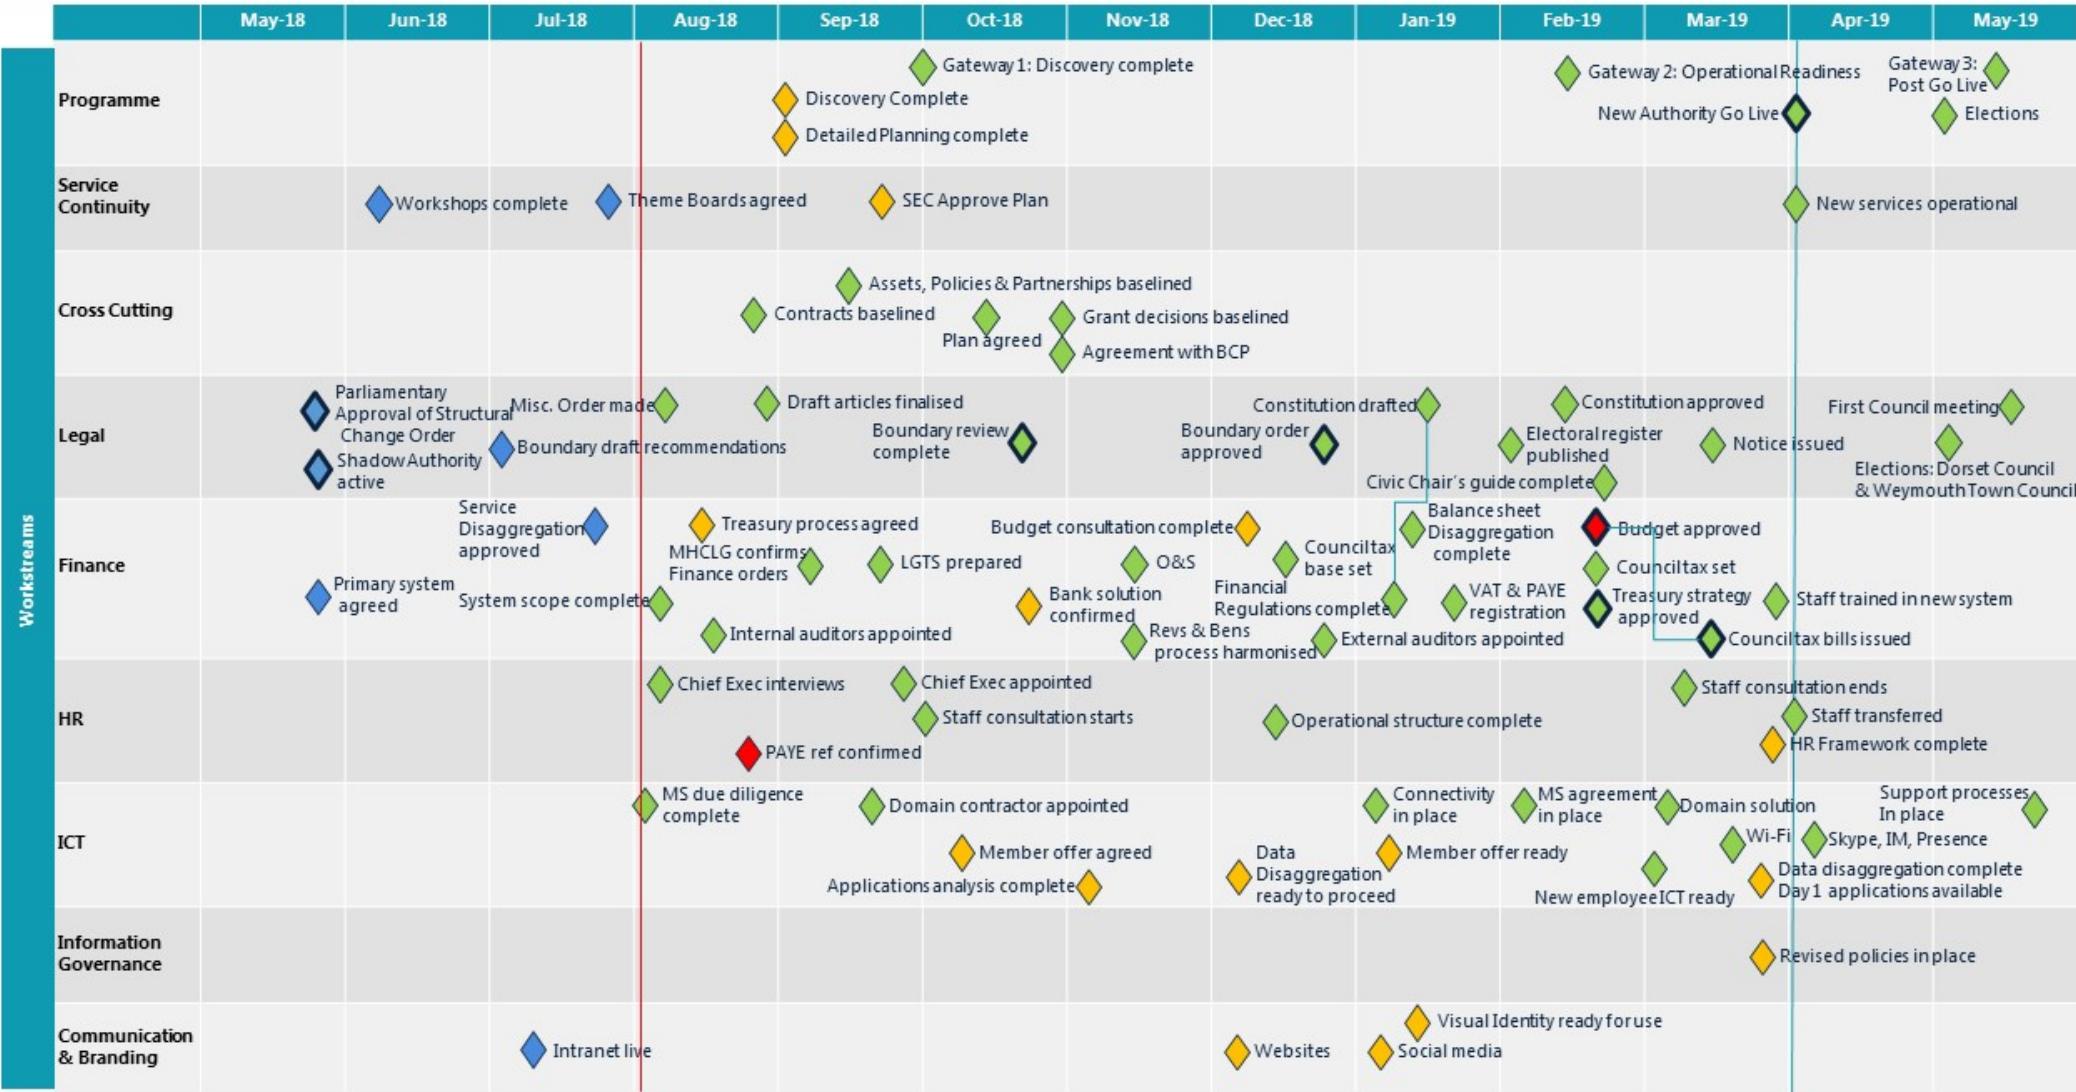 May-18 Jun-18 Jul-18 Aug-18 Sep-18 Oct-18 Nov-18 Dec-18 Jan-19 Feb-19 Mar-19 Apr-19 May-19
Workstreams
Programme
Gateway 1: Discovery complete
Discovery Complete
Detailed Planning complete
Gateway 2: Operational Readiness
New Authority Go Live
Gateway 3:
Post Go Live
Elections
Service
Continuity
Workshops complete
Theme Boards agreed
SEC Approve Plan
New services operational
Cross Cutting
Assets, Policies & Partnerships baselined
Contracts baselined
Plan agreed
Grant decisions baselined
Agreement with BCP
Legal
Parliamentary
Approval of Structural
Change Order
Shadow Authority
active
Misc. Order made
Boundary draft recommendations
Draft articles finalised
Boundary review
complete
Boundary order
approved
Constitution drafted
Constitution approved
Electoral register
published
Civic Chair's guide complete
Notice issued
First Council meeting
Elections: Dorset Council
& Weymouth Town Council
Finance
Service
Disaggregation
approved
Primary system
agreed
System scope complete
Treasury process agreed
MHCLG confirms
Finance orders
Internal auditors appointed
LGTS prepared
Budget consultation complete
Bank solution
confirmed
O&S
Revs & Bens
process harmonised
Council tax
base set
Financial
Regulations complete
External auditors appointed
Balance sheet
Disaggregation
complete
VAT & PAYE
registration
Budget approved
Council tax set
Treasury strategy
approved
Staff trained in new system
Council tax bills issued
HR
Chief Exec interviews
Chief Exec appointed
Staff consultation starts
PAYE ref confirmed
Operational structure complete
Staff consultation ends
Staff transferred
HR Framework complete
ICT
MS due diligence
complete
Domain contractor appointed
Member offer agreed
Applications analysis complete
Data
Disaggregation
ready to proceed
Connectivity
in place
Member offer ready
MS agreement
in place
Domain solution
Wi-Fi
New employee ICT ready
Skype, IM, Presence
Data disaggregation complete
Day 1 applications available
Support processes
In place
Information
Governance
Revised policies in place
Communication
& Branding
Intranet live
Websites
Visual Identity ready for use
Social media